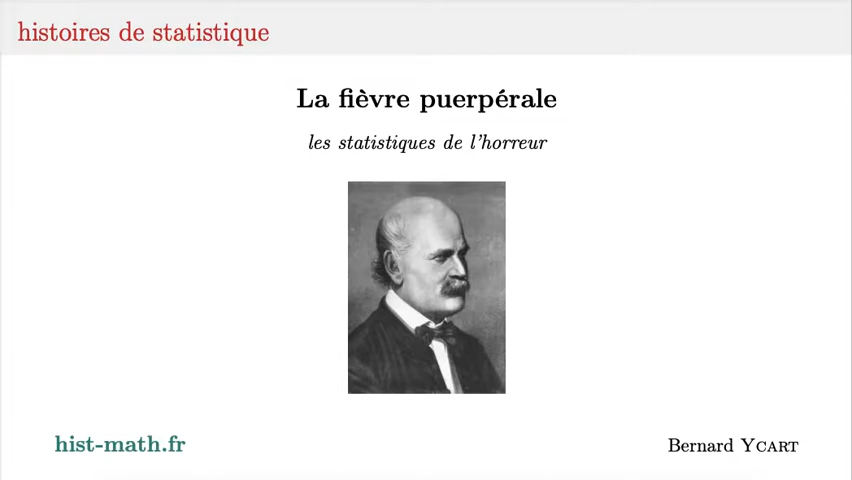 histoires de statistique
La fièvre puerpérale
les statistiques de l'horreur
hist-math.fr
Bernard YCART